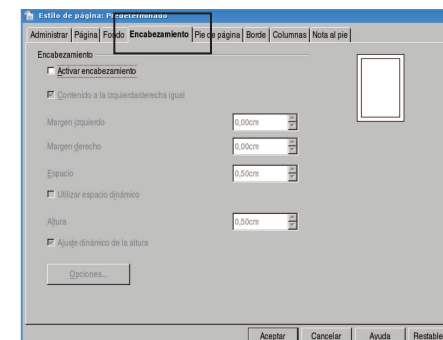 Estilo de página: Predeterminado
Administrar Página Fondo Encabezamiento Pie de página Borde Columnas Nota al pie
Encabezamiento
Activar encabezamiento
Contenido a la izquierda/derecha igual
Margen izquierdo 0,00cm
Margen derecho 0,00cm
Espacio 0,50cm
Utilizar espacio dinámico
Altura 0,50cm
Ajuste dinámico de la altura
Opciones...
Aceptar Cancelar Ayuda Restable